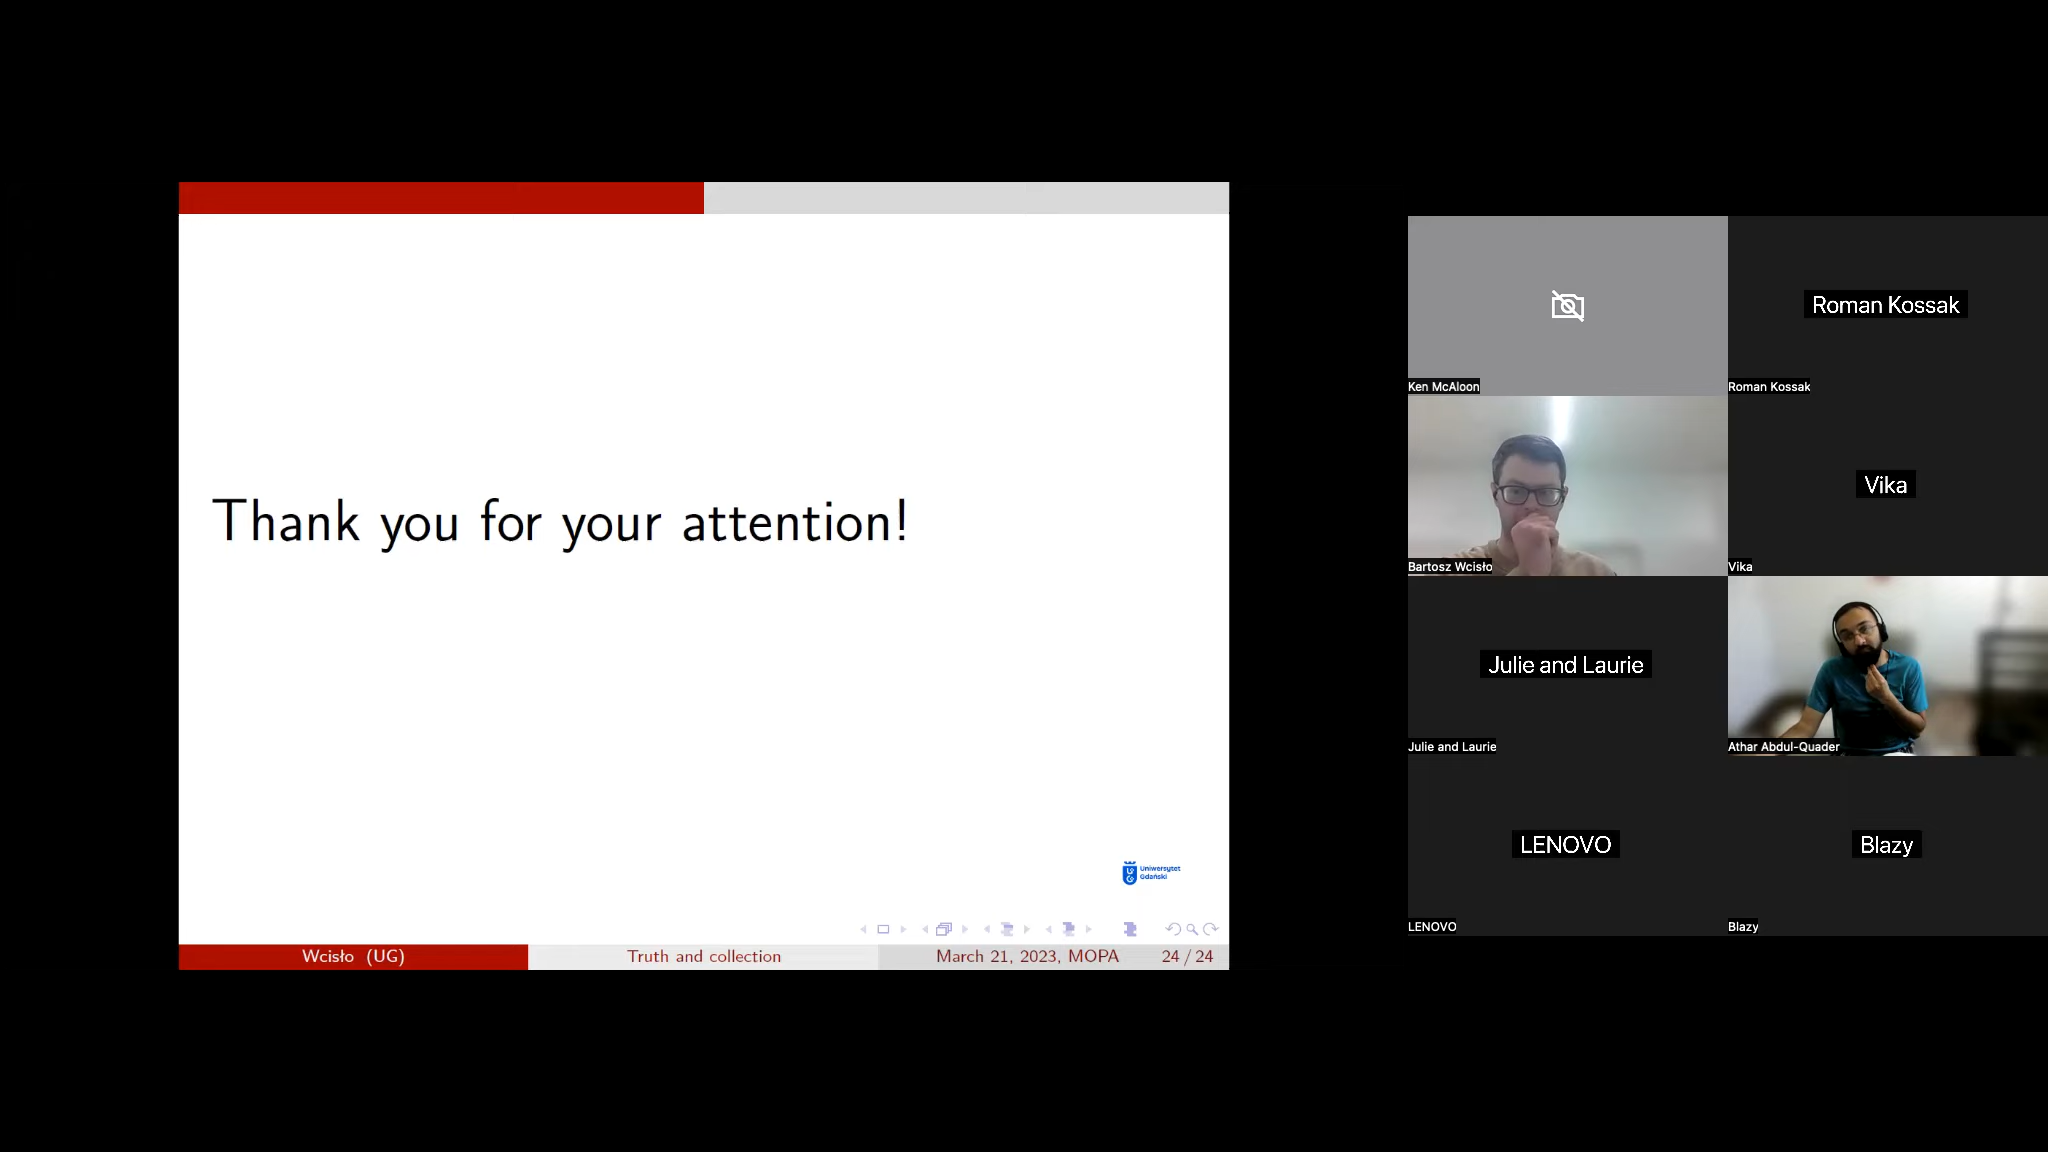 Thank you for your attention!
Uniwersytet
Gdański
Wcisło (UG)
Truth and collection
March 21, 2023, MOPA
24 / 24
Ken McAloon
Roman Kossak
Roman Kossak
Bartosz Wcisło
Vika
Vika
Julie and Laurie
Julie and Laurie
Athar Abdul-Quader
LENOVO
LENOVO
Blazy
Blazy